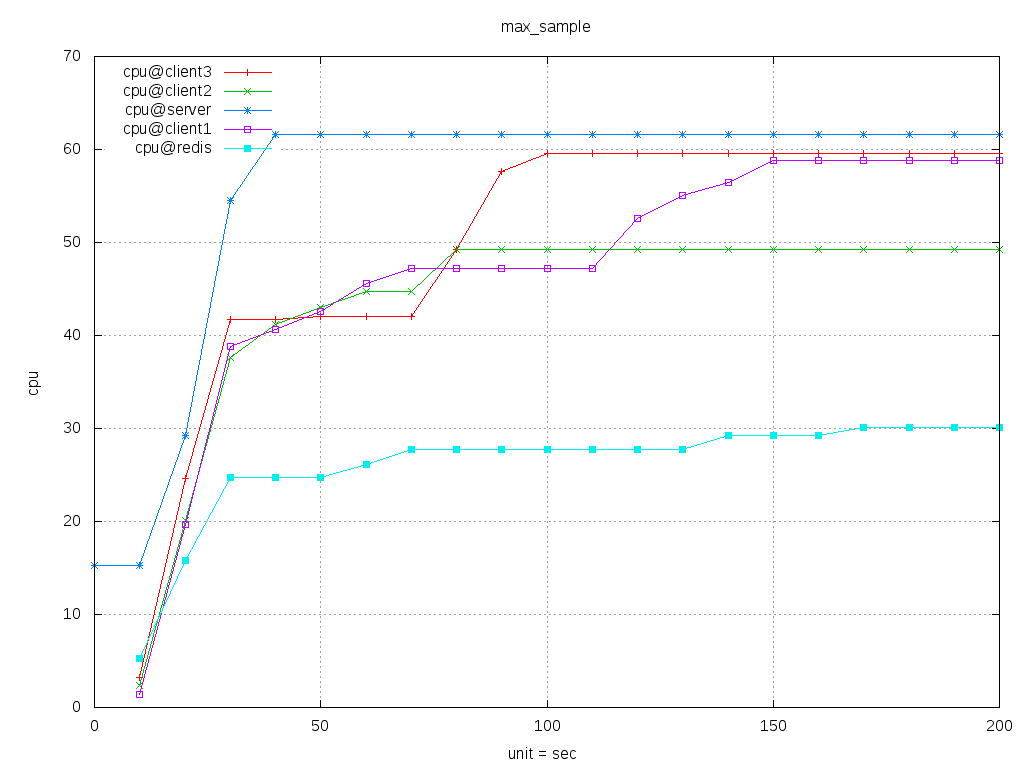 max_sample
70
60
50
40
30
20
10
0
cpu
cpu@client3
cpu@client2
cpu@server
cpu@client1
cpu@redis
0 50 100 150 200
unit = sec